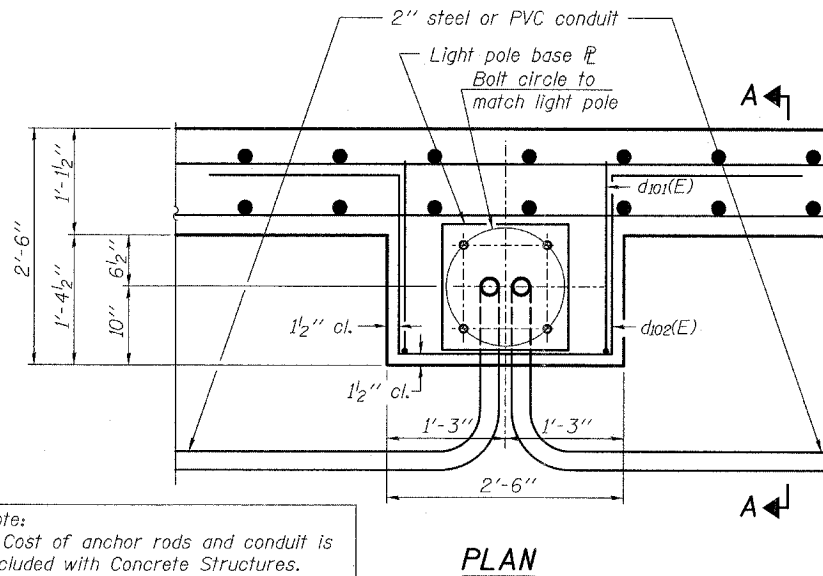 2" steel or PVC conduit
Light pole base ℞
Bolt circle to
match light pole
A
2'-6"
1'-1½"
1'-4½"
6½"
10"
d101(E)
1½" cl.
d102(E)
1½" cl.
1'-3"
1'-3"
2'-6"
A
Cost of anchor rods and conduit is
with Concrete Structures.
PLAN